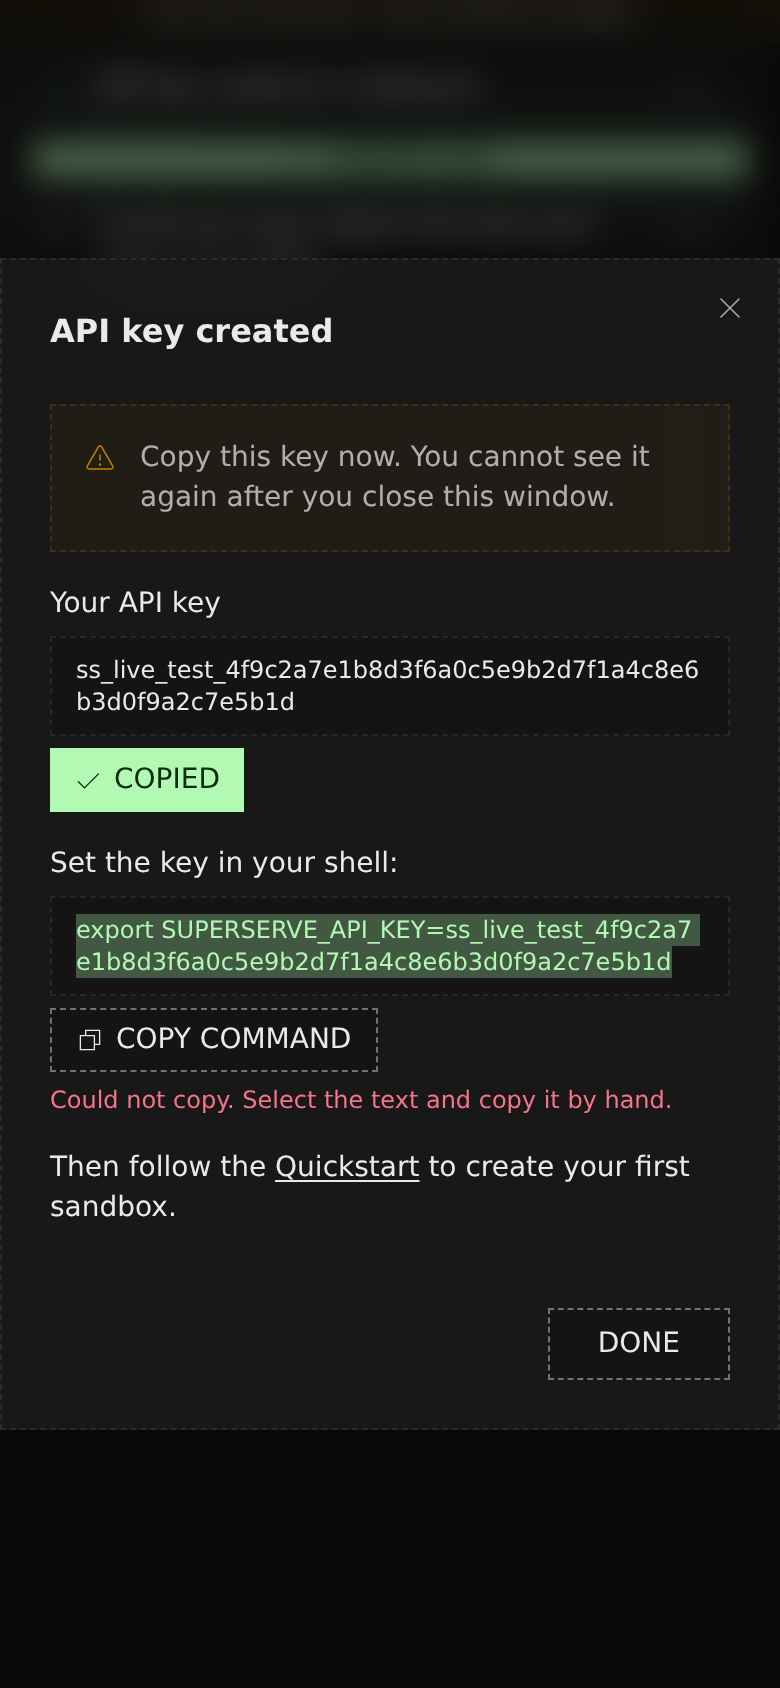 API key created
Copy this key now. You cannot see it
again after you close this window.
Your API key
ss_live_test_4f9c2a7e1b8d3f6a0c5e9b2d7f1a4c8e6
b3d0f9a2c7e5b1d
COPIED
Set the key in your shell:
export SUPERSERVE_API_KEY=ss_live_test_4f9c2a7
e1b8d3f6a0c5e9b2d7f1a4c8e6b3d0f9a2c7e5b1d
COPY COMMAND
Could not copy. Select the text and copy it by hand.
Then follow the Quickstart to create your first
sandbox.
DONE